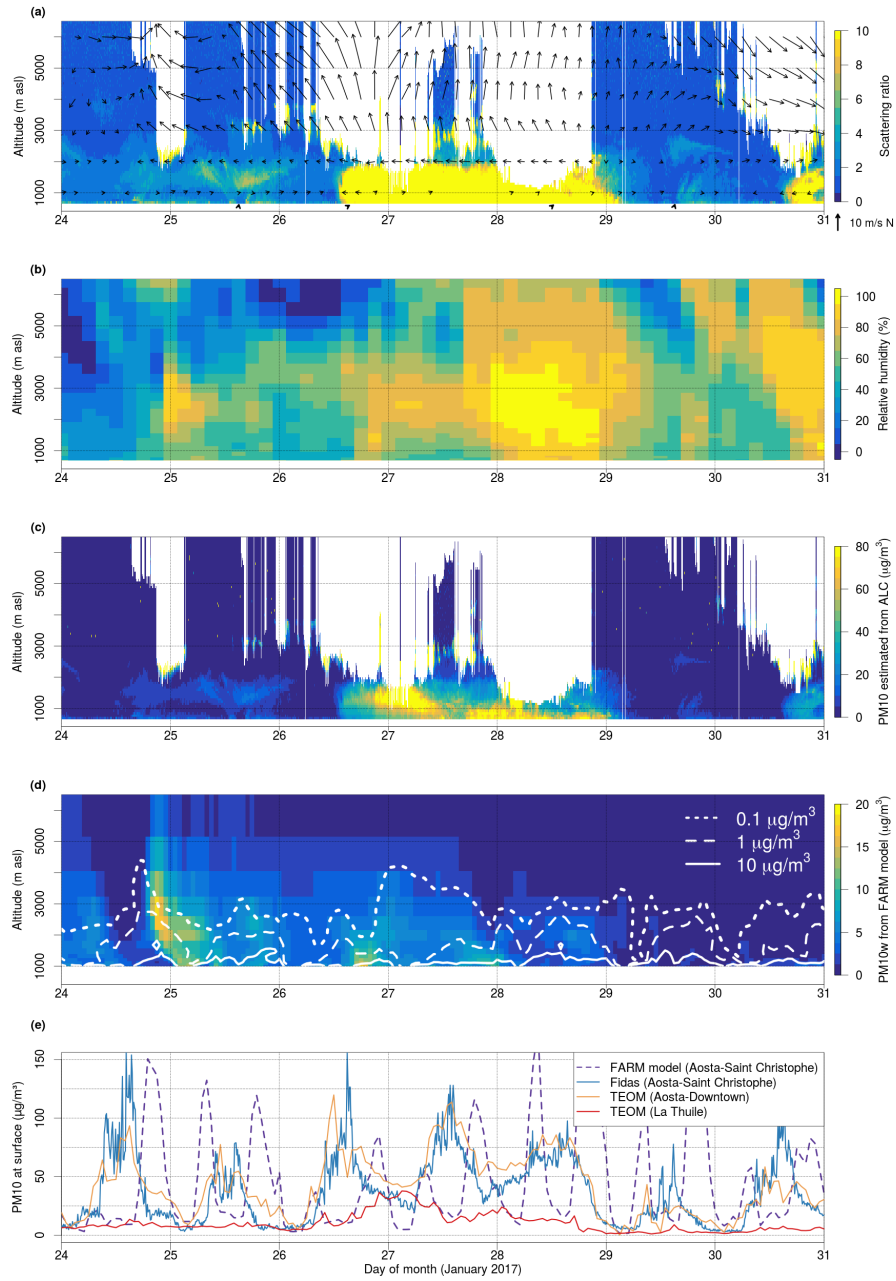 (a)
Altitude (m asl)
1000 3000 5000
24 25 26 27 28 29 30 31
0 2 4 6 8 10
Scattering ratio
10 m/s N
(b)
Altitude (m asl)
1000 3000 5000
24 25 26 27 28 29 30 31
0 20 40 60 80 100
Relative humidity (%)
(c)
Altitude (m asl)
1000 3000 5000
24 25 26 27 28 29 30 31
0 20 40 60 80
PM10 estimated from ALC (μg/m³)
(d)
Altitude (m asl)
1000 3000 5000
0.1 μg/m³
1 μg/m³
10 μg/m³
24 25 26 27 28 29 30 31
0 5 10 15 20
PM10w from FARM model (μg/m³)
(e)
PM10 at surface (μg/m³)
0 50 100 150
FARM model (Aosta-Saint Christophe)
Fidas (Aosta-Saint Christophe)
TEOM (Aosta-Downtown)
TEOM (La Thuile)
24 25 26 27 28 29 30 31
Day of month (January 2017)